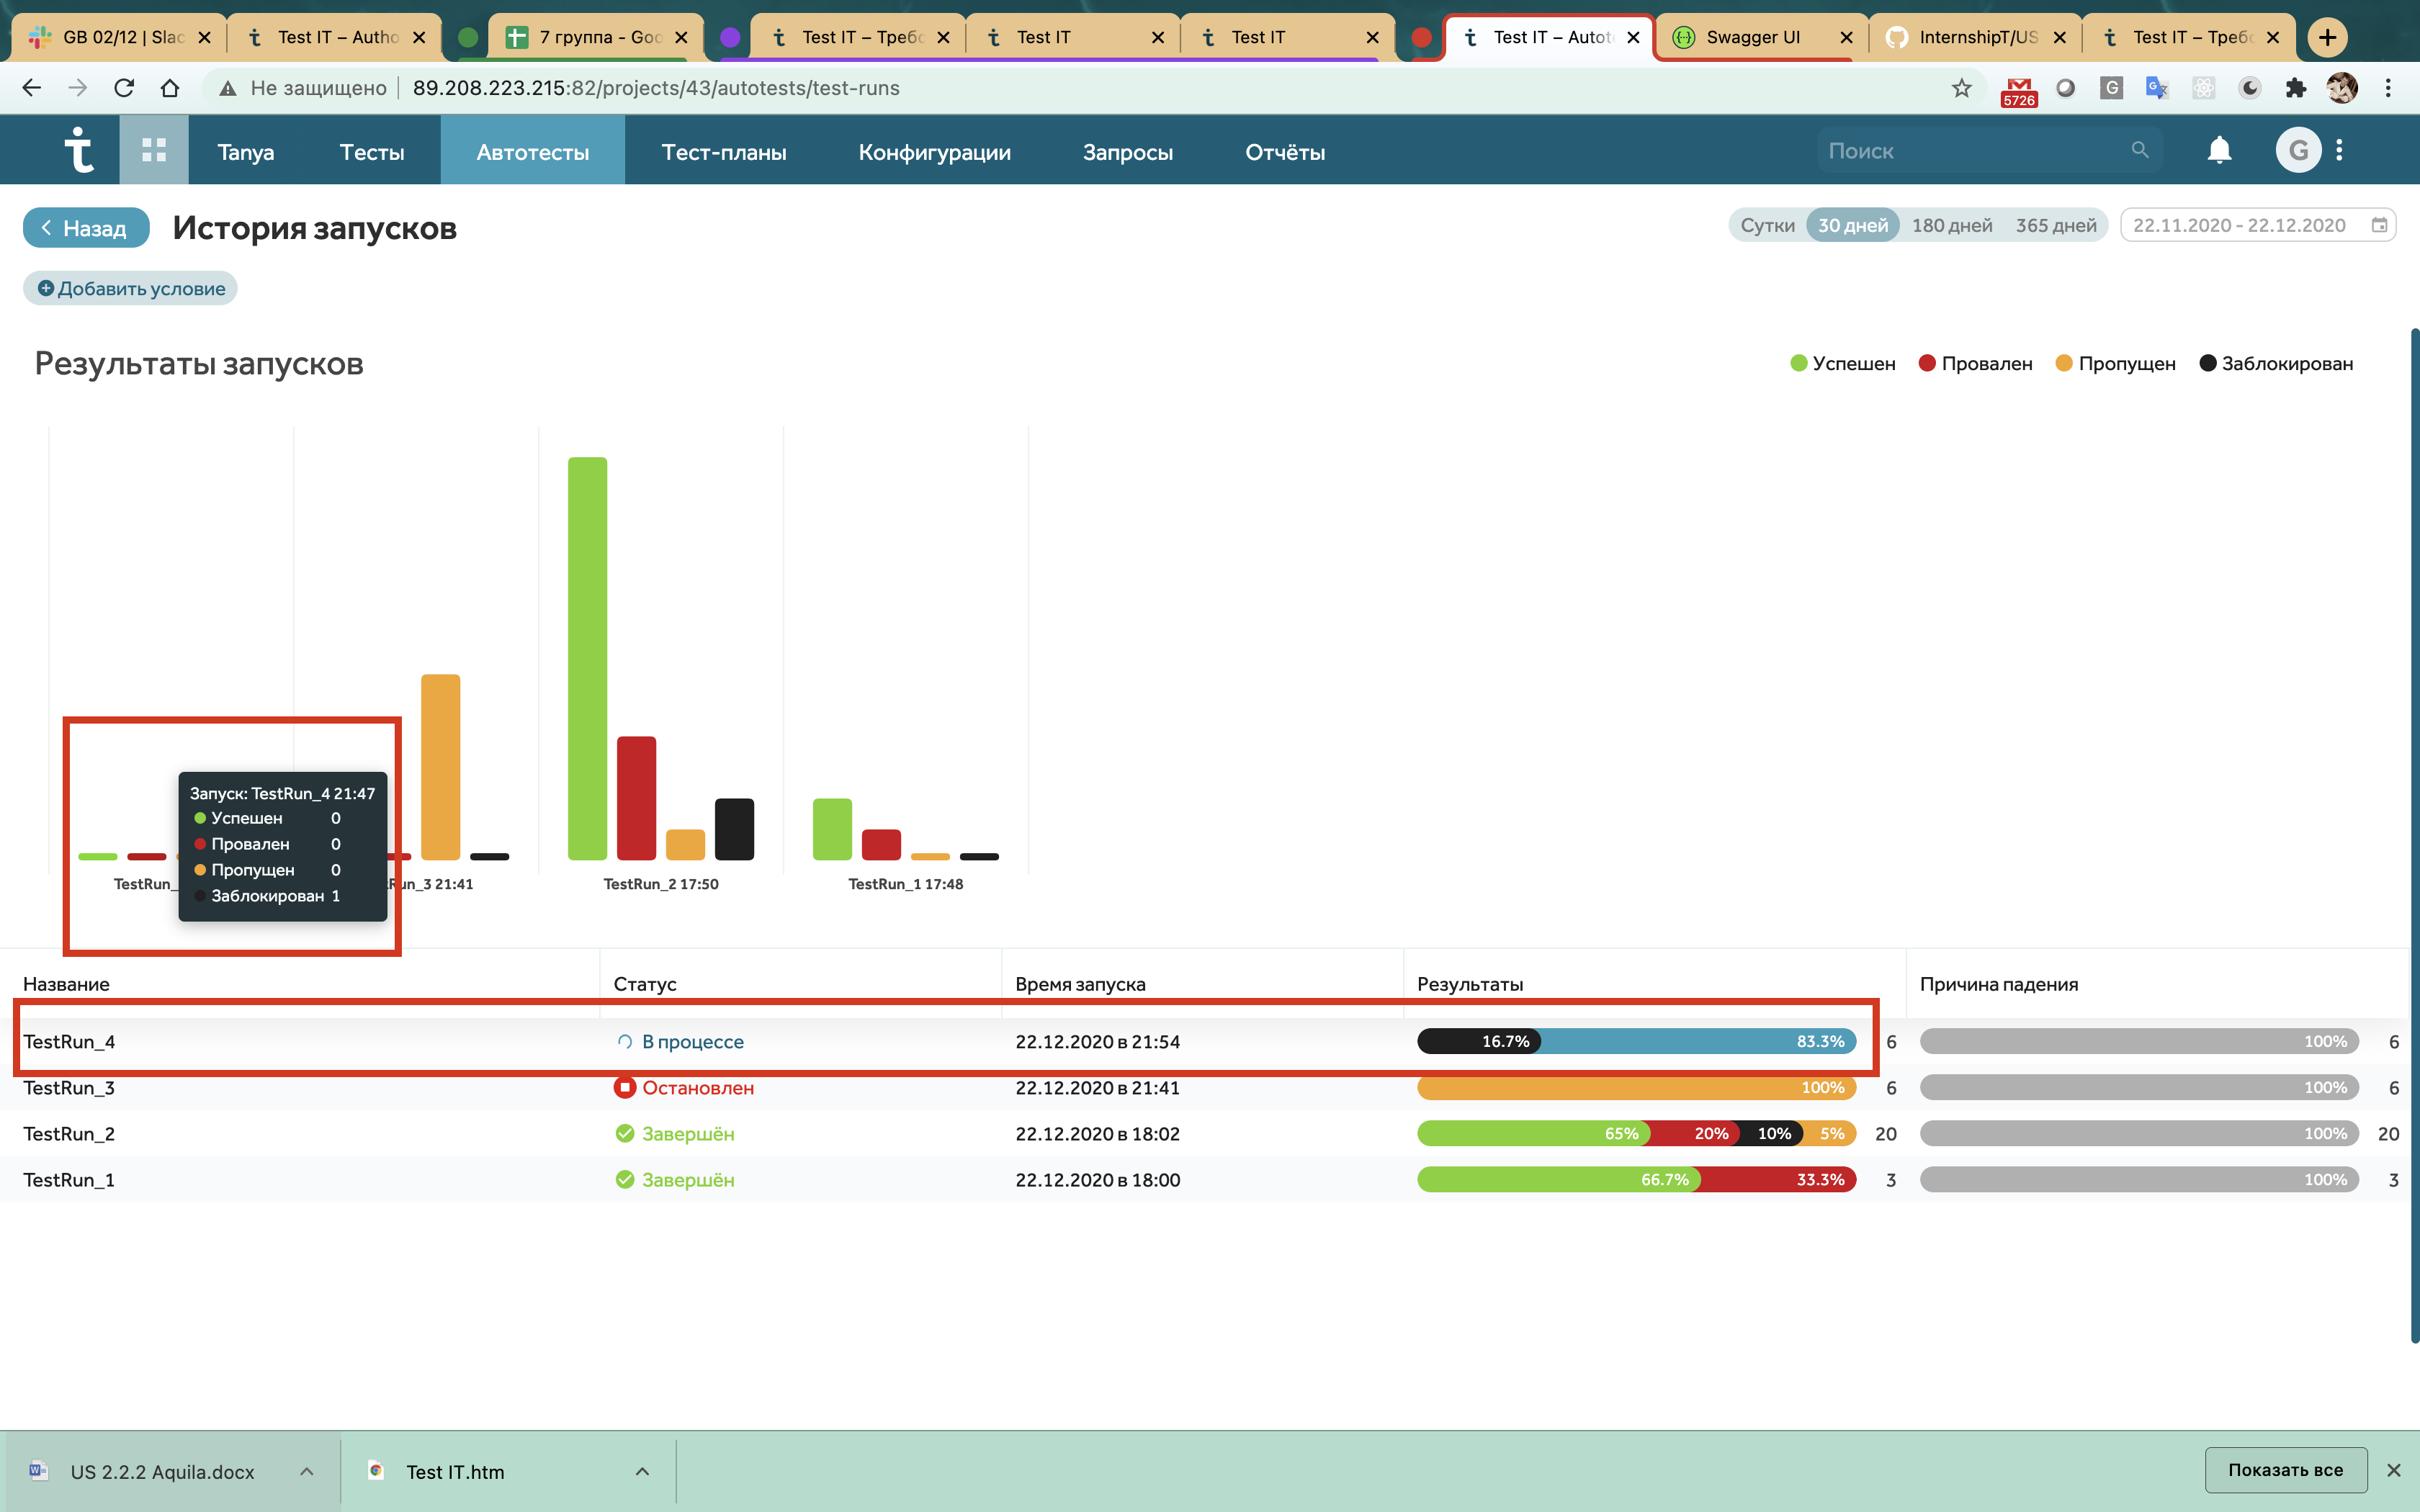 GB 02/12 | Slac
Test IT – Autho
7 группа - Goo
Test IT – Требо
Test IT
Test IT
Test IT – Autote
Swagger UI
InternshipT/US
Test IT – Требо
Не защищено
89.208.223.215:82/projects/43/autotests/test-runs
5726
Tanya
Тесты
Автотесты
Тест-планы
Конфигурации
Запросы
Отчёты
Поиск
G
Назад
История запусков
Сутки
30 дней
180 дней
365 дней
22.11.2020 - 22.12.2020
Добавить условие
Результаты запусков
Успешен
Провален
Пропущен
Заблокирован
Запуск: TestRun_4 21:47
Успешен 0
Провален 0
Пропущен 0
Заблокирован 1
TestRun_
Run_3 21:41
TestRun_2 17:50
TestRun_1 17:48
Название Статус Время запуска Результаты Причина падения
TestRun_4 В процессе 22.12.2020 в 21:54 16.7% 83.3% 6 100% 6
TestRun_3 Остановлен 22.12.2020 в 21:41 100% 6 100% 6
TestRun_2 Завершён 22.12.2020 в 18:02 65% 20% 10% 5% 20 100% 20
TestRun_1 Завершён 22.12.2020 в 18:00 66.7% 33.3% 3 100% 3
US 2.2.2 Aquila.docx
Test IT.htm
Показать все